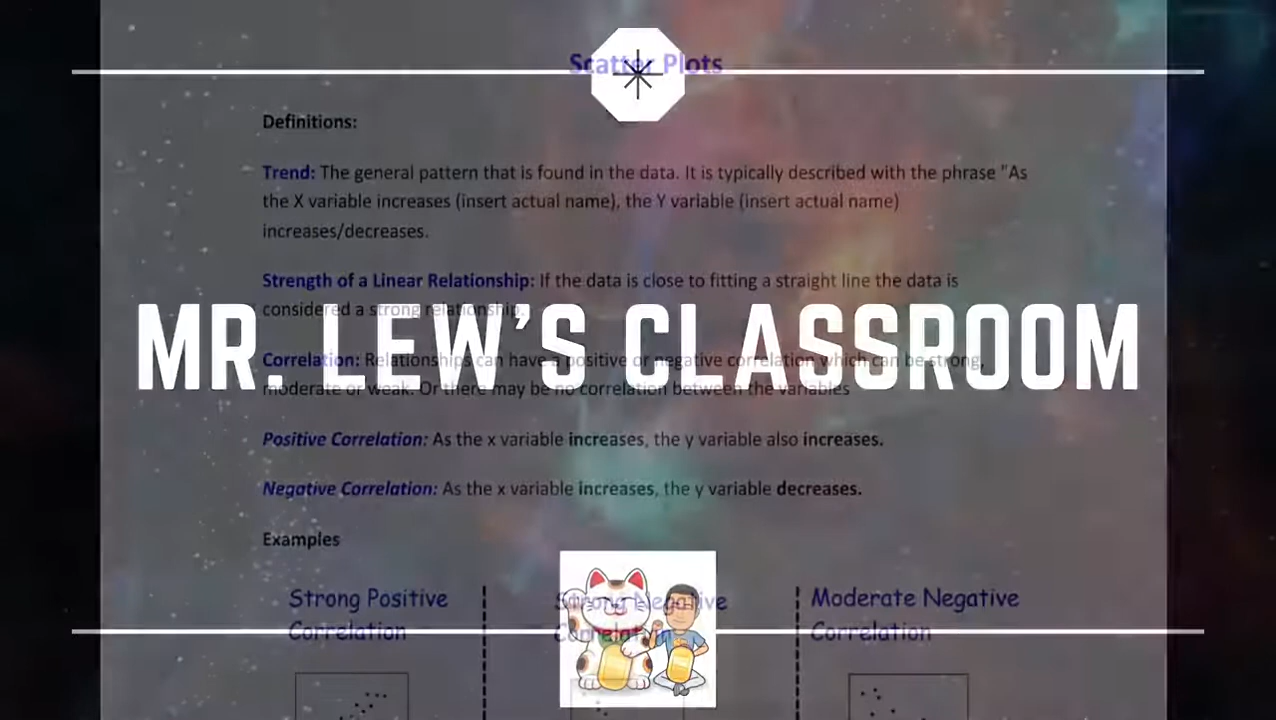 Scatter Plots
Definitions:
Trend: The general pattern that is found in the data. It is typically described with the phrase "As
the X variable increases (insert actual name), the Y variable (insert actual name)
increases/decreases.
Strength of a Linear Relationship: If the data is close to fitting a straight line the data is
considered a strong relationship.
MR. LEW'S CLASSROOM
Correlation: Relationships can have a positive or negative correlation which can be strong,
moderate or weak. Or there may be no correlation between the variables
Positive Correlation: As the x variable increases, the y variable also increases.
Negative Correlation: As the x variable increases, the y variable decreases.
Examples
Strong Positive
Correlation
Strong Negative
Correlation
Moderate Negative
Correlation